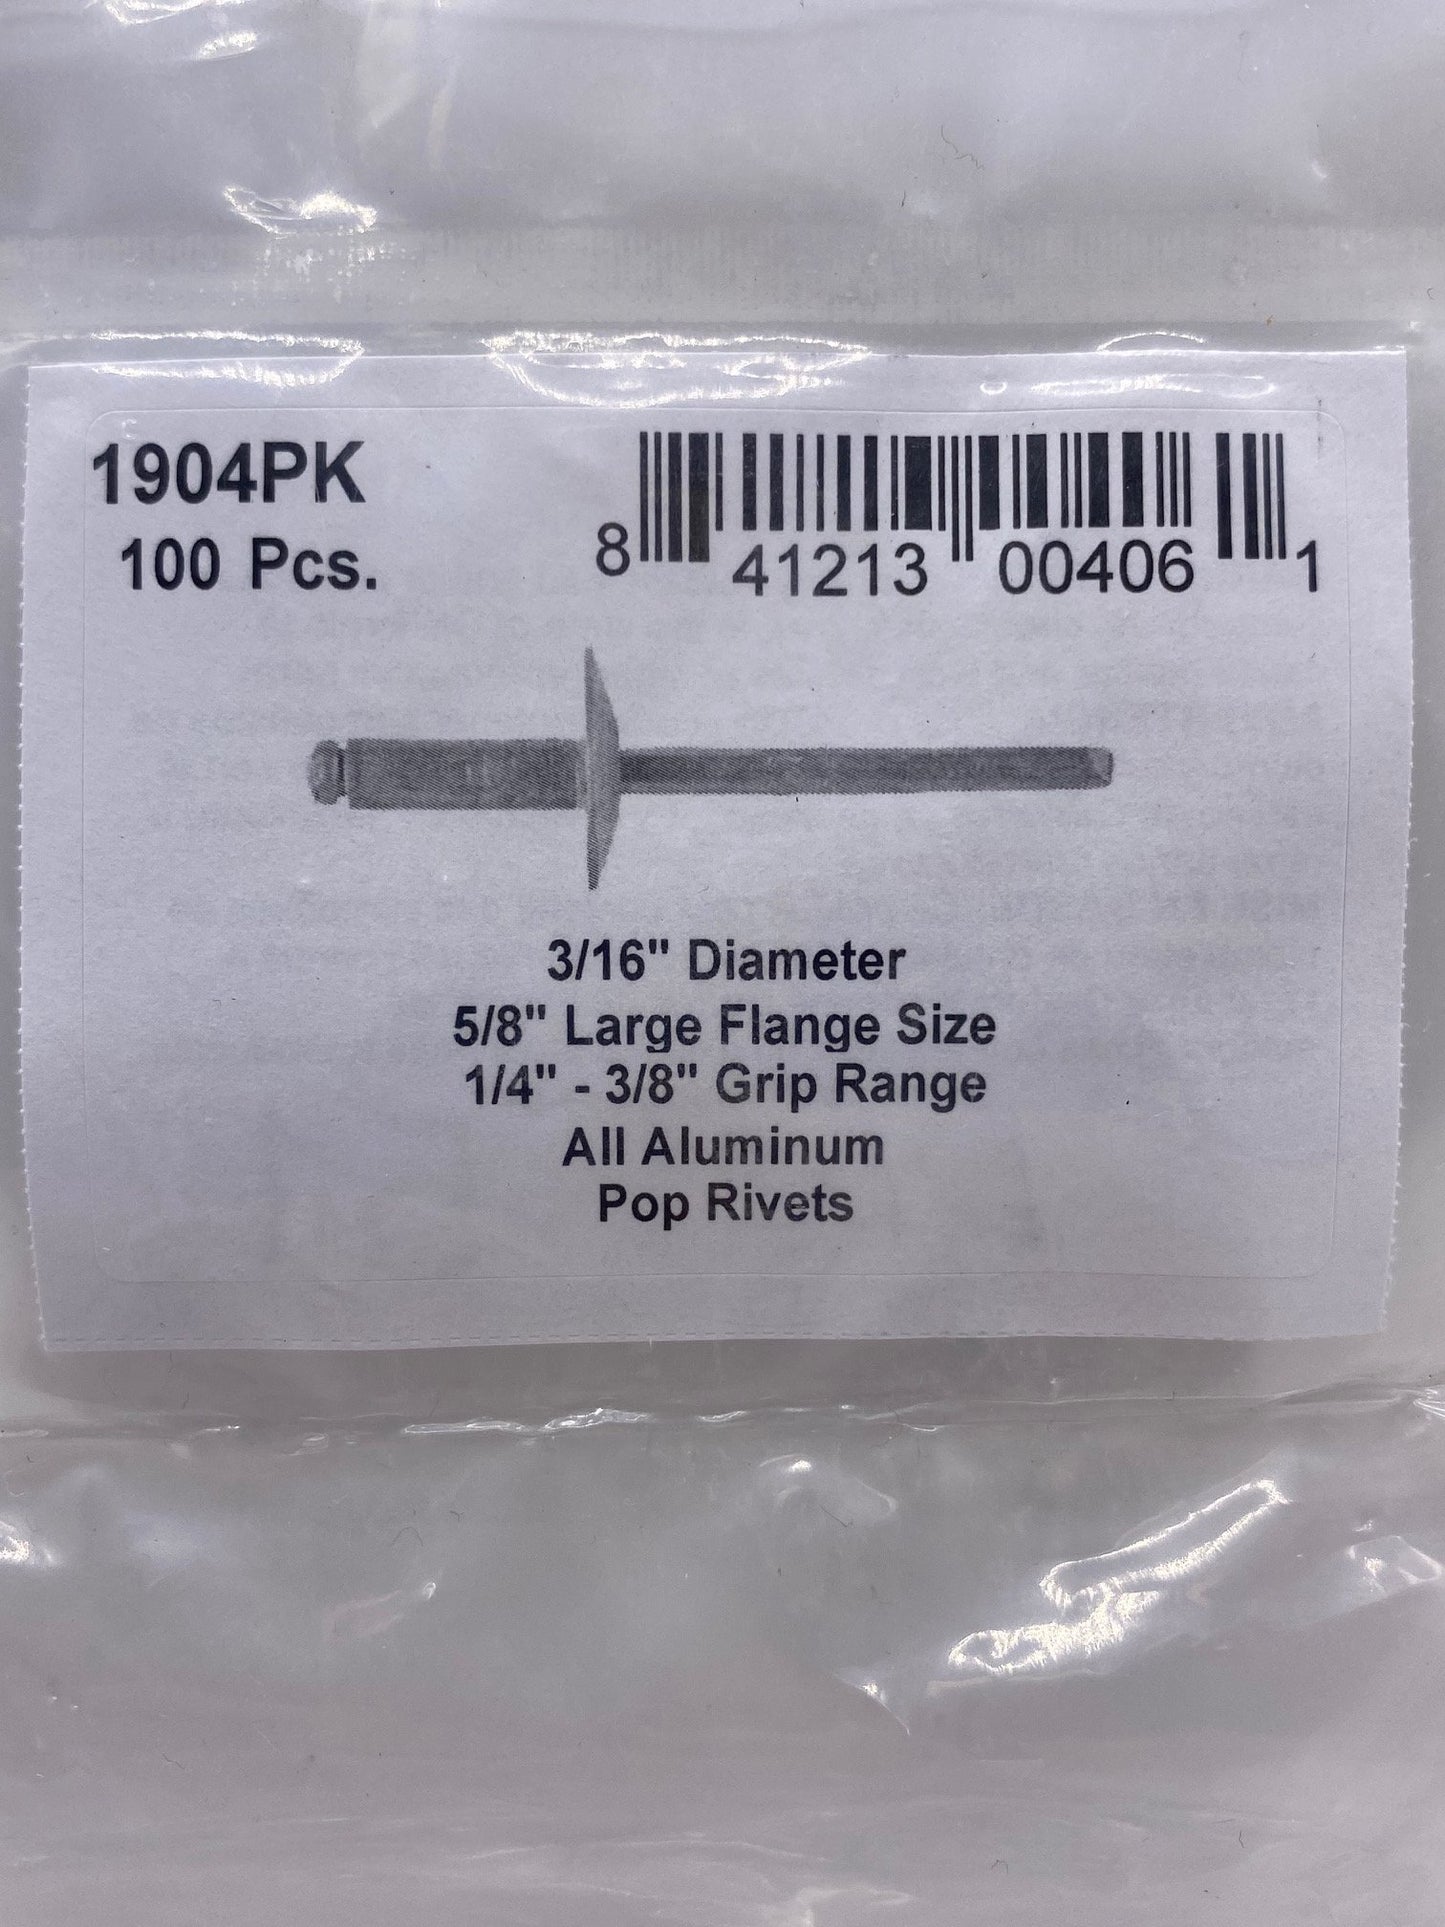 1904PK
100 Pcs.
8 41213 00406 1
3/16" Diameter
5/8" Large Flange Size
1/4" - 3/8" Grip Range
All Aluminum
Pop Rivets